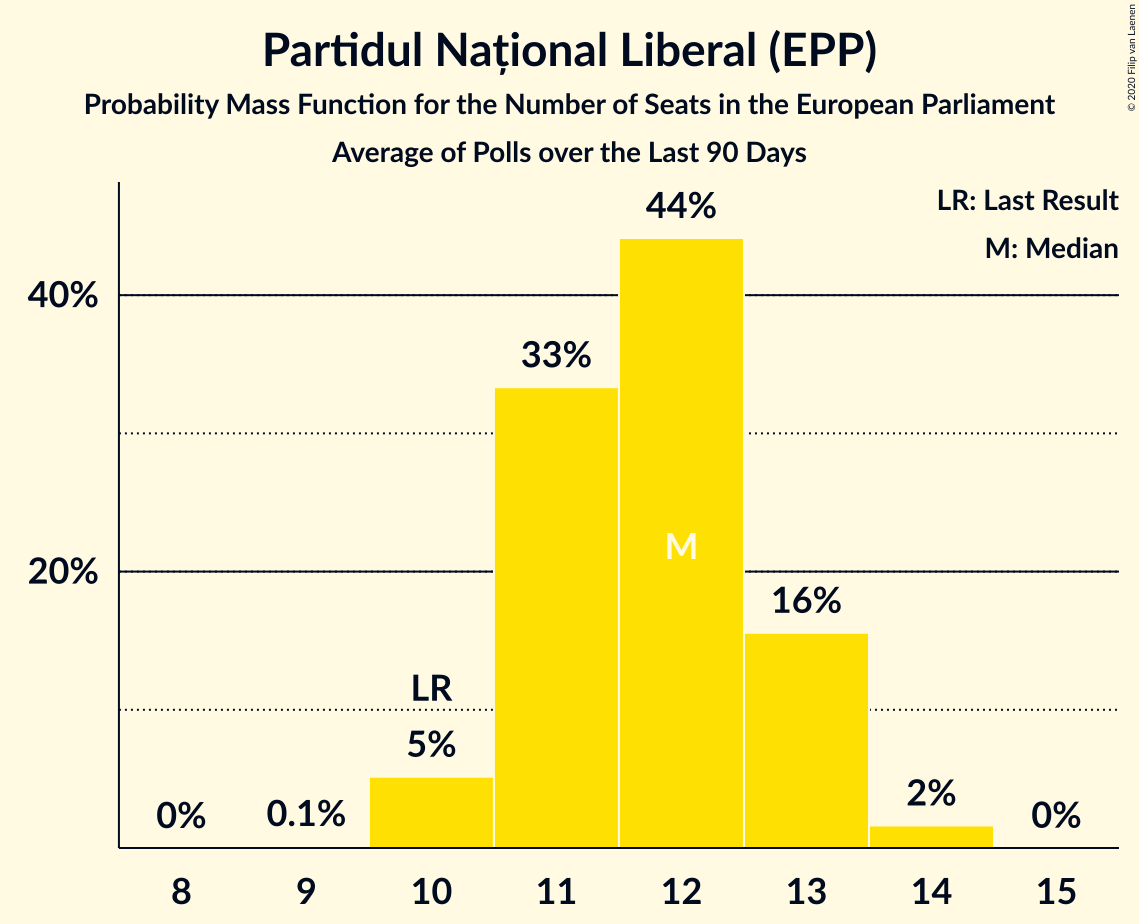 Partidul Național Liberal (EPP)
Probability Mass Function for the Number of Seats in the European Parliament
Average of Polls over the Last 90 Days
© 2020 Filip van Laenen
LR: Last Result
M: Median
40%
20%
0%
0.1%
LR
5%
33%
44%
M
16%
2%
0%
8 9 10 11 12 13 14 15